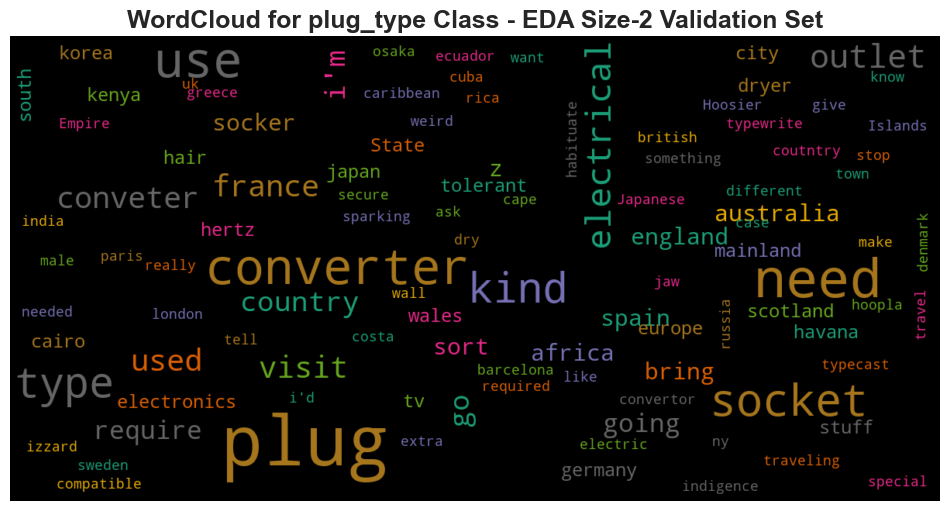 WordCloud for plug_type Class - EDA Size-2 Validation Set
korea use i'm osaka ecuador want city outlet
south kenya uk greece caribbean cuba rica electrical dryer know
Empire socker weird habituate Hoosier give typewrite Islands
hair State british something coutntry stop
conveter france japan z tolerant secure cape Japanese different town
india hertz sparking ask england case australia
male paris really dry mainland make denmark
converter kind wall jaw need
needed london country wales spain europe russia scotland hoopla travel
cairo tell costa sort africa havana
used visit barcelona like bring typecast
type electronics i'd tv required go convertor socket
izzard require plug extra electric going ny stuff
sweden germany traveling
compatible indigence special